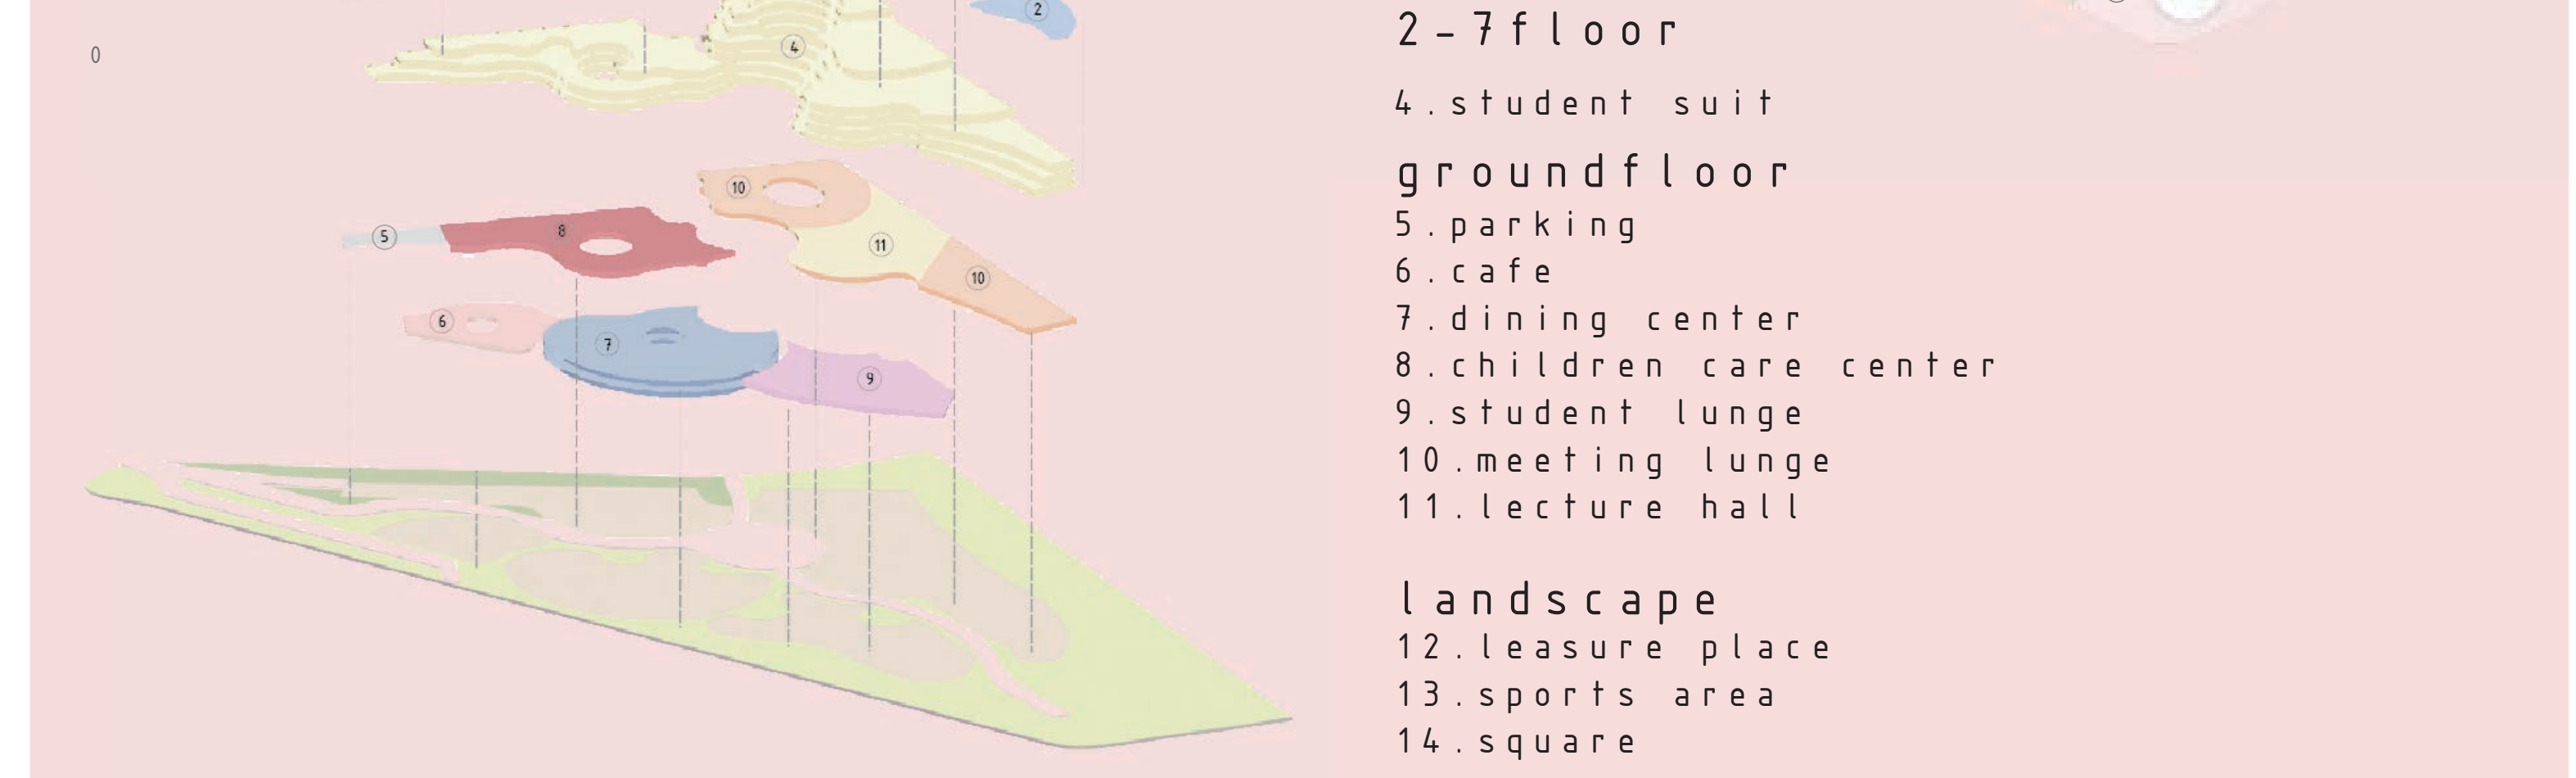 0
2
4
10
5
8
11
10
6
7
9
2-7floor
4.student suit
groundfloor
5.parking
6.cafe
7.dining center
8.children care center
9.student lunge
10.meeting lunge
11.lecture hall
landscape
12.leasure place
13.sports area
14.square